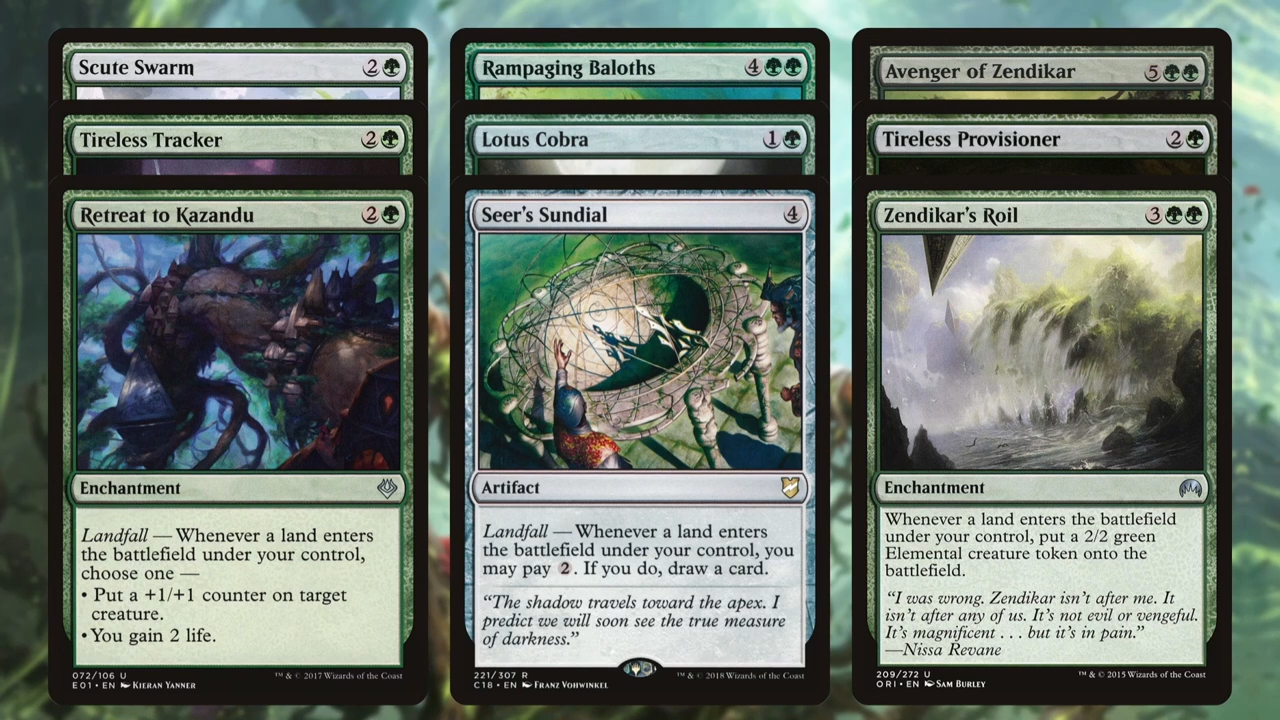 Scute Swarm 2
Tireless Tracker 2
Retreat to Kazandu 2
Enchantment
Landfall — Whenever a land enters
the battlefield under your control,
choose one —
• Put a +1/+1 counter on target
creature.
• You gain 2 life.
072/106 U
E01 • EN Kieran Yanner
™ & © 2017 Wizards of the Coast
Rampaging Baloths 4
Lotus Cobra 1
Seer's Sundial 4
Artifact
Landfall — Whenever a land enters
the battlefield under your control, you
may pay 2. If you do, draw a card.
“The shadow travels toward the apex. I
predict we will soon see the true measure
of darkness.”
221/307 R
C18 • EN Franz Vohwinkel
™ & © 2018 Wizards of the Coast
Avenger of Zendikar 5
Tireless Provisioner 2
Zendikar's Roil 3
Enchantment
Whenever a land enters the battlefield
under your control, put a 2/2 green
Elemental creature token onto the
battlefield.
“I was wrong. Zendikar isn't after me. It
isn't after any of us. It's not evil or vengeful.
It's magnificent . . . but it's in pain.”
—Nissa Revane
209/272 U
ORI • EN Sam Burley
™ & © 2015 Wizards of the Coast